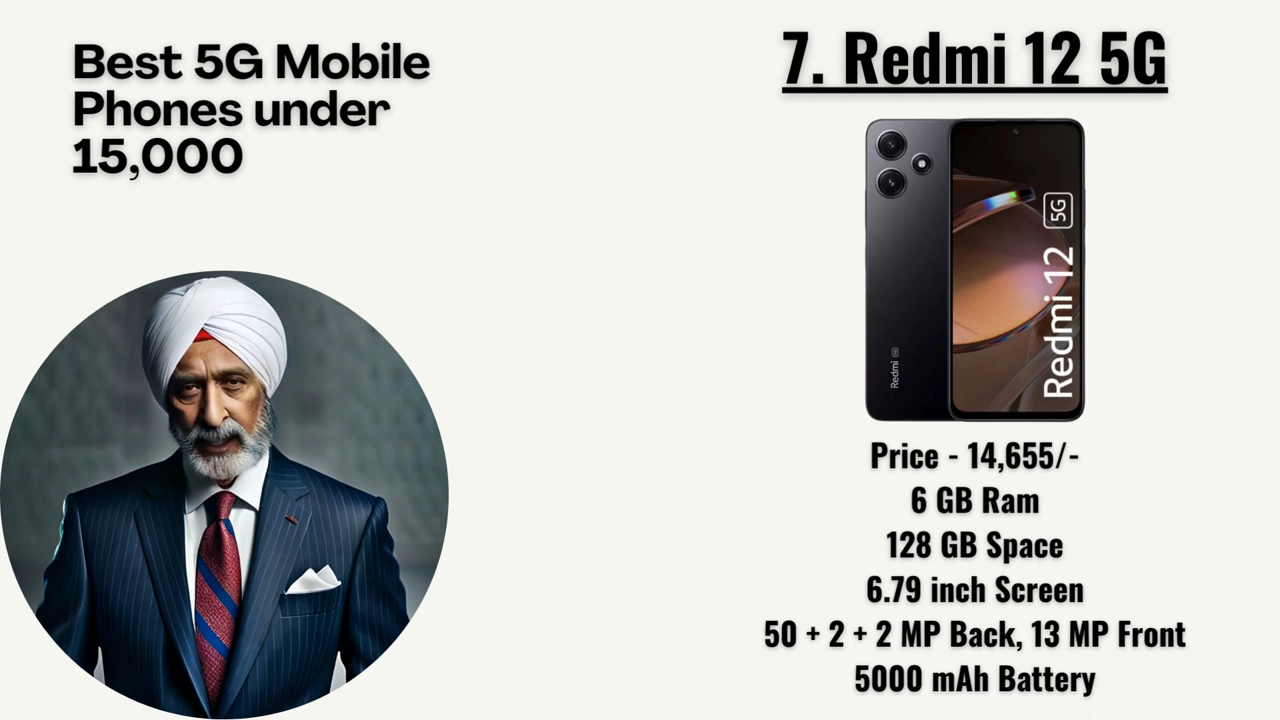 Best 5G Mobile
Phones under
15,000
7. Redmi 12 5G
Redmi 12 5G
Redmi
Price - 14,655/-
6 GB Ram
128 GB Space
6.79 inch Screen
50 + 2 + 2 MP Back, 13 MP Front
5000 mAh Battery